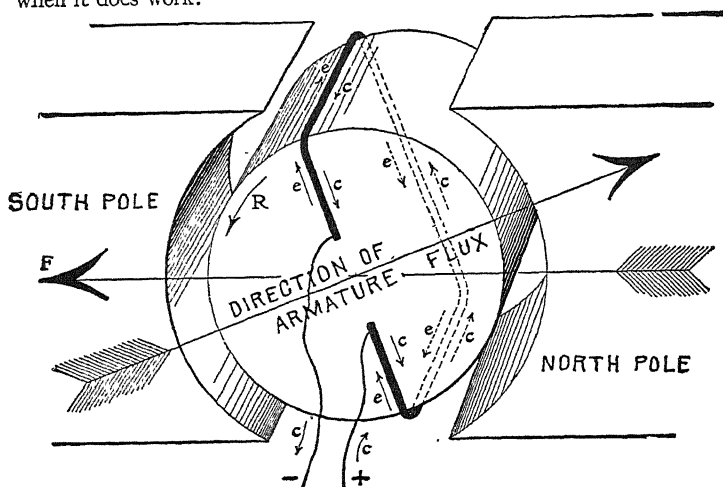 when it does work.
e
c
SOUTH POLE
R
e
c
e
c
F
DIRECTION OF
ARMATURE FLUX
e
c
c
e
NORTH POLE
c
c
- +